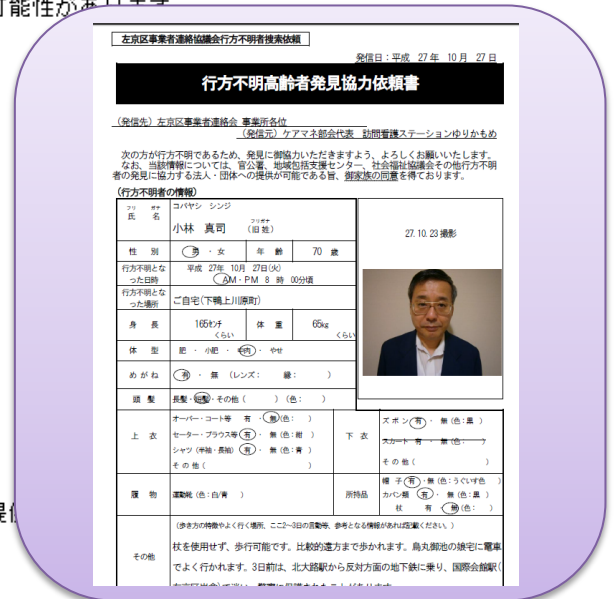 可能性があります
左京区事業者連絡協議会行方不明者捜索依頼
発信日：平成 27年 10月 27日
行方不明高齢者発見協力依頼書
（発信先）左京区事業者連絡会 事業所各位
（発信元）ケアマネ部会代表 訪問看護ステーションゆりかもめ
次の方が行方不明であるため、発見に御協力いただきますよう、よろしくお願いいたします。
なお、当該情報については、官公署、地域包括支援センター、社会福祉協議会その他行方不明
者の発見に協力する法人・団体への提供が可能である旨、御家族の同意を得ております。
（行方不明者の情報）
フリ ガナ
氏 名
コバヤシ シンジ
小林 真司
フリガナ
（旧姓）
27.10.23 撮影
性 別 男 ・ 女 年 齢 70 歳
行方不明とな
った日時
平成 27年 10月 27日(火)
AM・PM 8 時 00分頃
行方不明とな
った場所
ご自宅(下鴨上川原町)
身 長 165センチ くらい 体 重 65kg くらい
体 型 肥 ・ 小肥 ・ 中肉 ・ やせ
めがね 有 ・ 無 （レンズ： 縁： ）
頭 髪 長髪・短髪・その他（ ）（色： ）
上 衣
オーバー・コート等 有 ・ 無(色： )
セーター・ブラウス等 有 ・ 無（色：紺 ）
シャツ（半袖・長袖） 有 ・ 無（色：青 ）
その他（ ）
下 衣
ズボン 有 ・ 無（色：黒 ）
スカート 有 ・ 無（色： ）
その他（ ）
履 物 運動靴（色：白/青 ）
所持品
帽 子 有 ・無（色：うぐいす色 ）
カバン類 有 ・ 無（色：黒 ）
杖 有 ・ 無(色： )
その他
（歩き方の特徴やよく行く場所、ここ2～3日の言動等、参考となる情報があれば記載ください。）
杖を使用せず、歩行可能です。比較的遠方まで歩かれます。烏丸御池の娘宅に電車
でよく行かれます。3日前は、北大路駅から反対方面の地下鉄に乗り、国際会館駅（